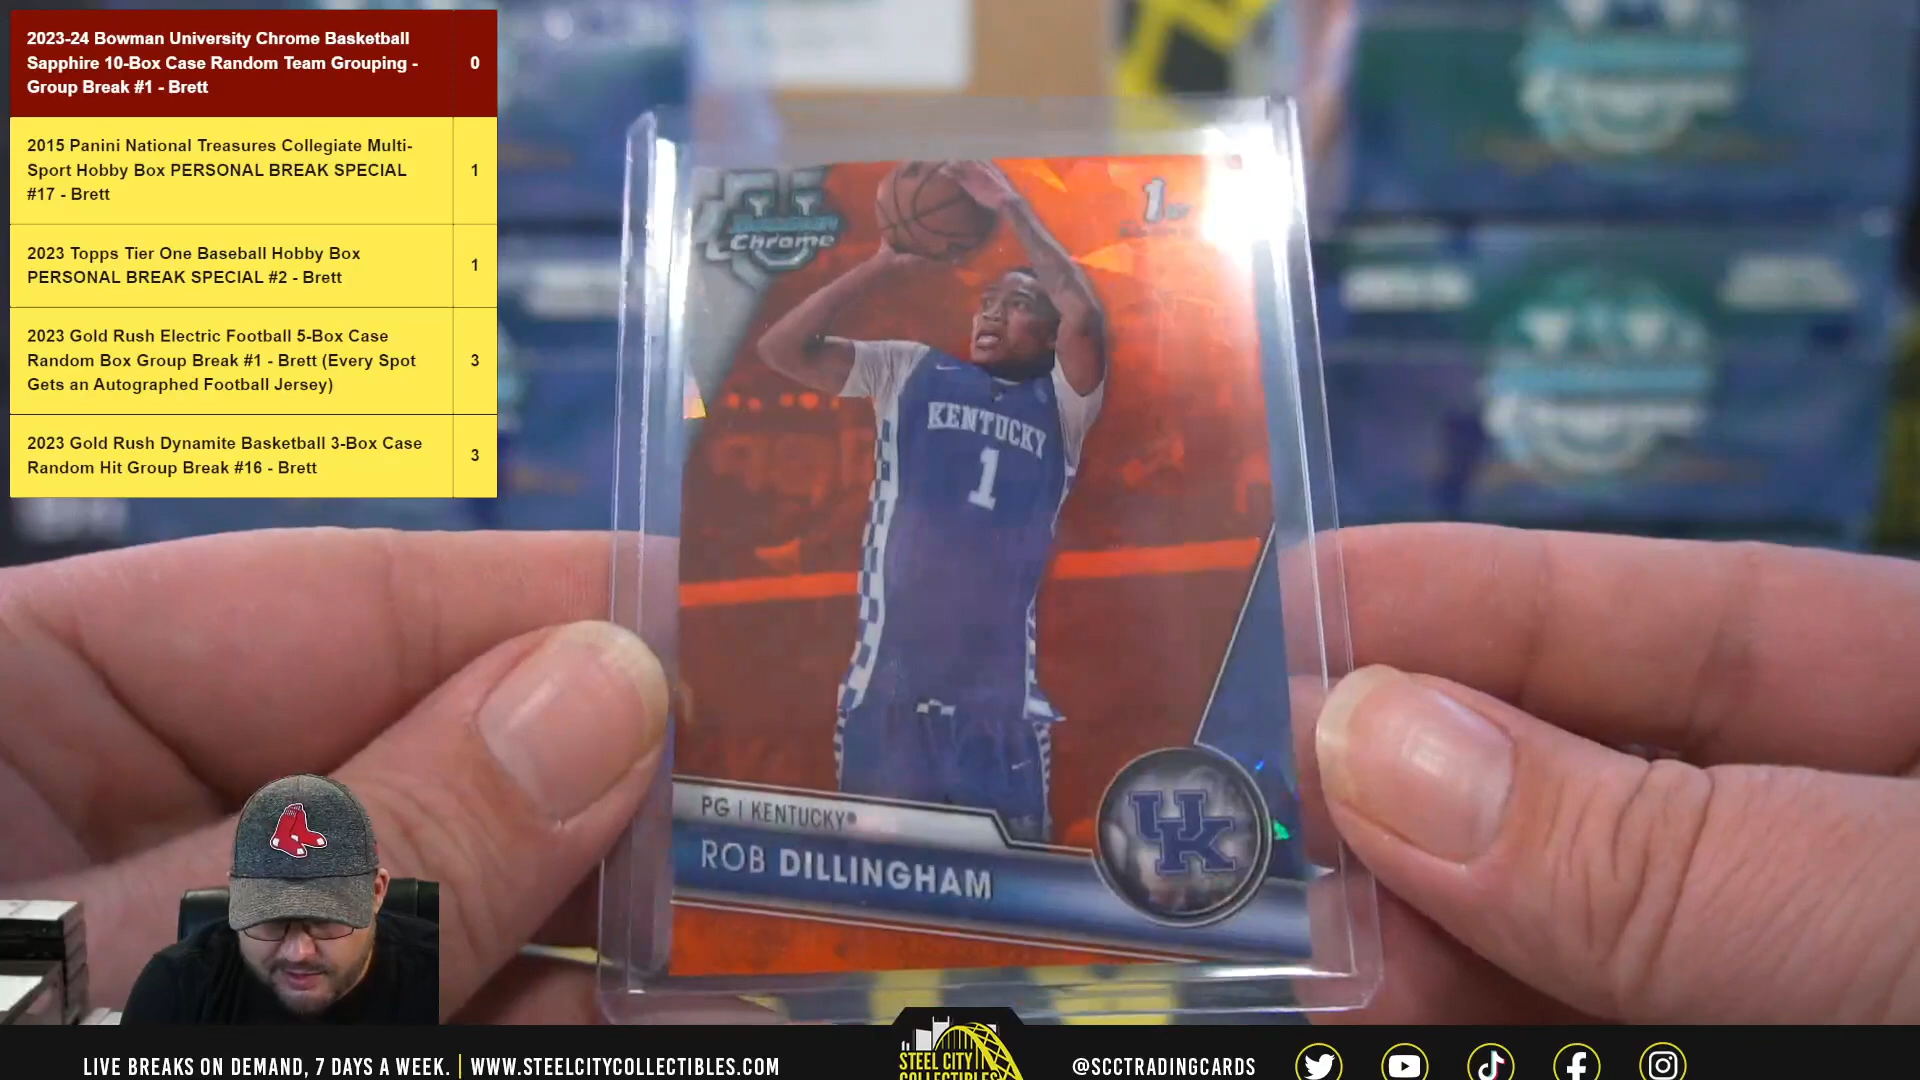 2023-24 Bowman University Chrome Basketball
Sapphire 10-Box Case Random Team Grouping -
Group Break #1 - Brett
0
2015 Panini National Treasures Collegiate Multi-
Sport Hobby Box PERSONAL BREAK SPECIAL
#17 - Brett
1
2023 Topps Tier One Baseball Hobby Box
PERSONAL BREAK SPECIAL #2 - Brett
1
2023 Gold Rush Electric Football 5-Box Case
Random Box Group Break #1 - Brett (Every Spot
Gets an Autographed Football Jersey)
3
2023 Gold Rush Dynamite Basketball 3-Box Case
Random Hit Group Break #16 - Brett
3
U
Bowman
Chrome
1st
KENTUCKY
1
PG | KENTUCKY®
ROB DILLINGHAM
UK
LIVE BREAKS ON DEMAND, 7 DAYS A WEEK. | WWW.STEELCITYCOLLECTIBLES.COM
STEEL CITY
COLLECTIBLES
@SCCTRADINGCARDS